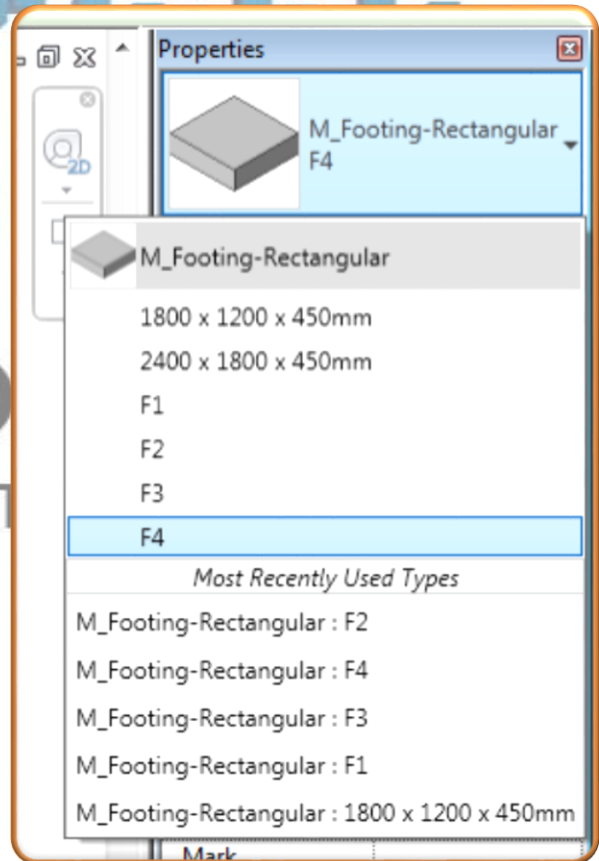 Properties
M_Footing-Rectangular
F4
2D
M_Footing-Rectangular
1800 x 1200 x 450mm
2400 x 1800 x 450mm
F1
F2
F3
F4
Most Recently Used Types
M_Footing-Rectangular : F2
M_Footing-Rectangular : F4
M_Footing-Rectangular : F3
M_Footing-Rectangular : F1
M_Footing-Rectangular : 1800 x 1200 x 450mm
Mark